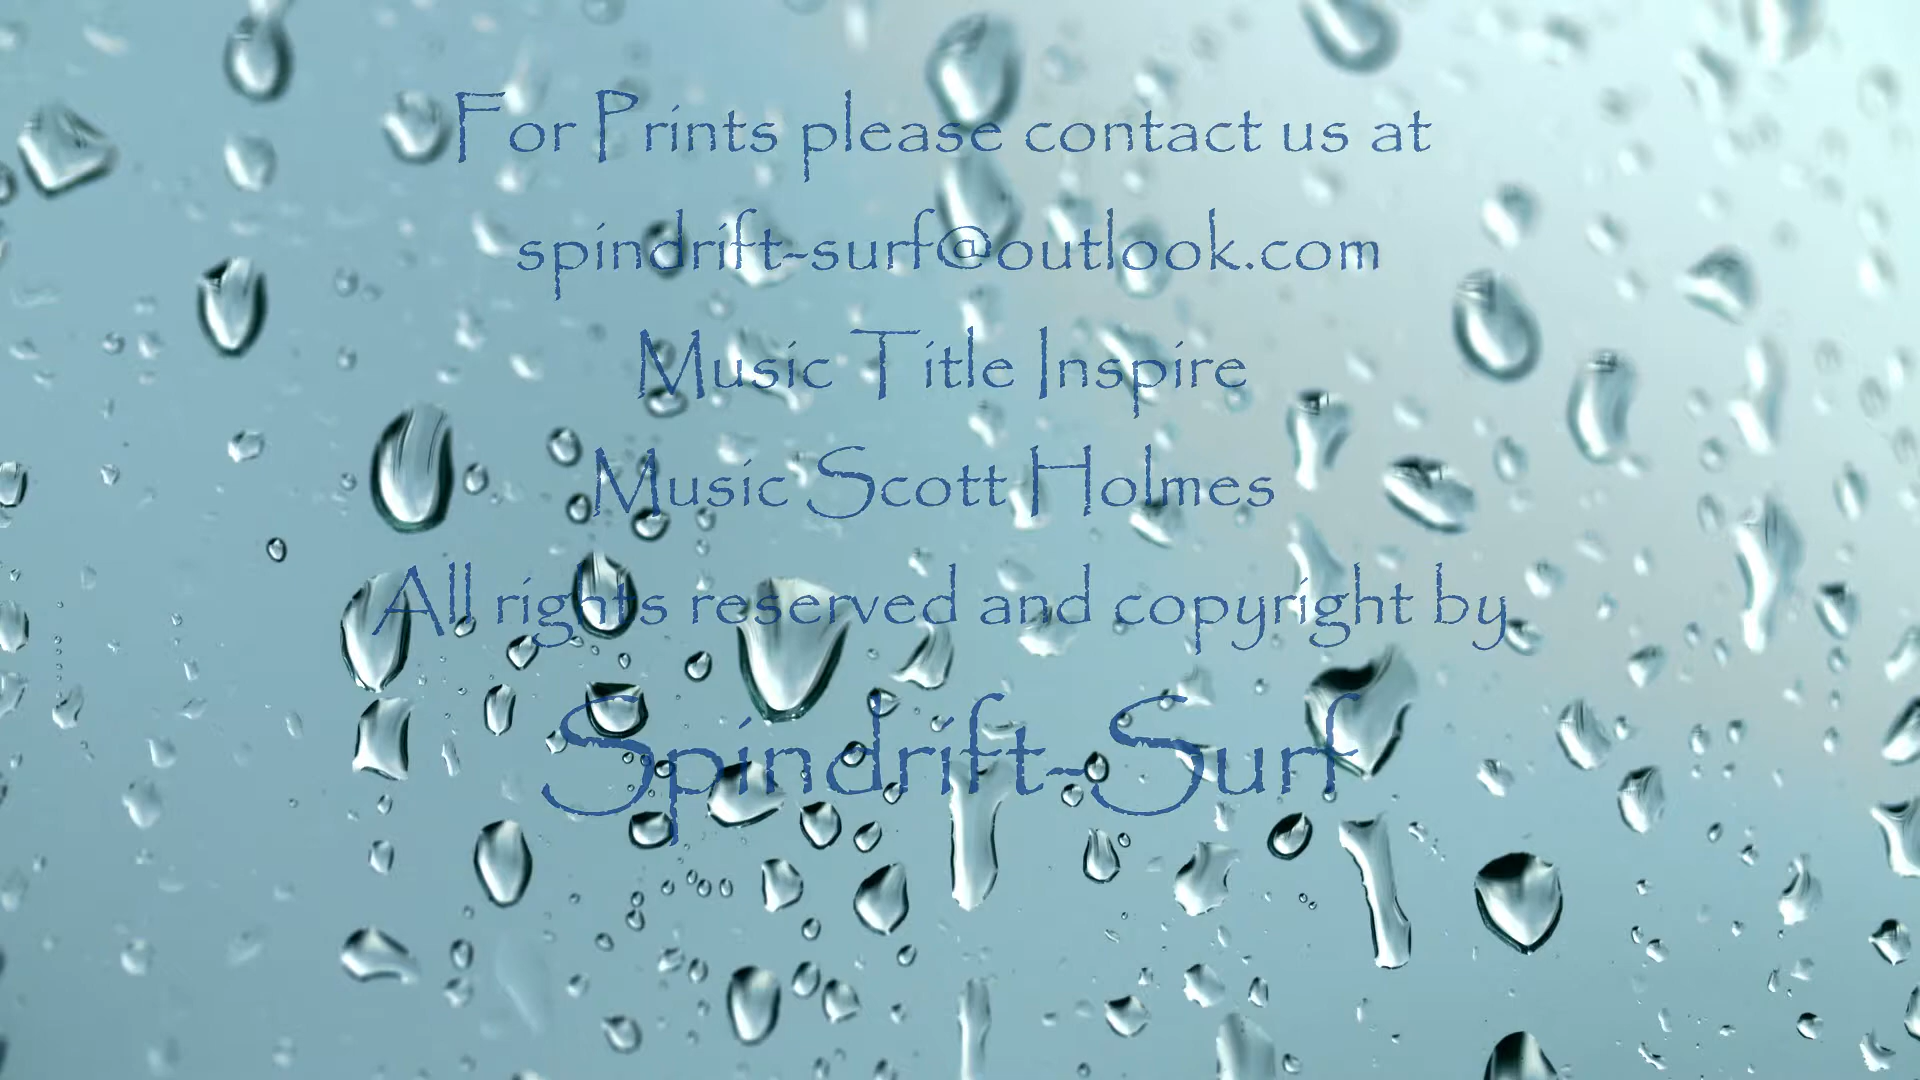 For Prints please contact us at
spindrift-surf@outlook.com
Music Title Inspire
Music Scott Holmes
All rights reserved and copyright by
Spindrift-Surf